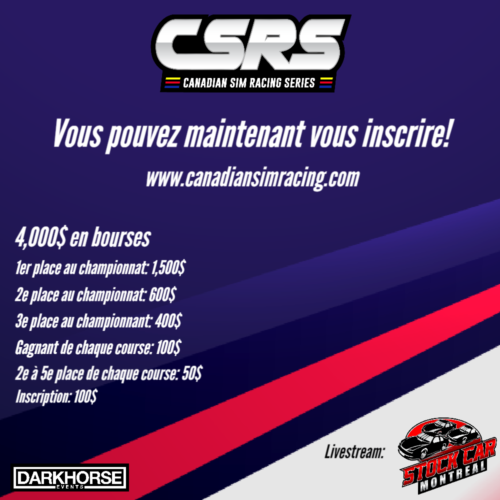 CSRS
CANADIAN SIM RACING SERIES
Vous pouvez maintenant vous inscrire!
www.canadiansimracing.com
4,000$ en bourses
1er place au championnat: 1,500$
2e place au championnat: 600$
3e place au championnant: 400$
Gagnant de chaque course: 100$
2e à 5e place de chaque course: 50$
Inscription: 100$
Livestream:
STOCK CAR
MONTREAL
DARKHORSE
EVENTS